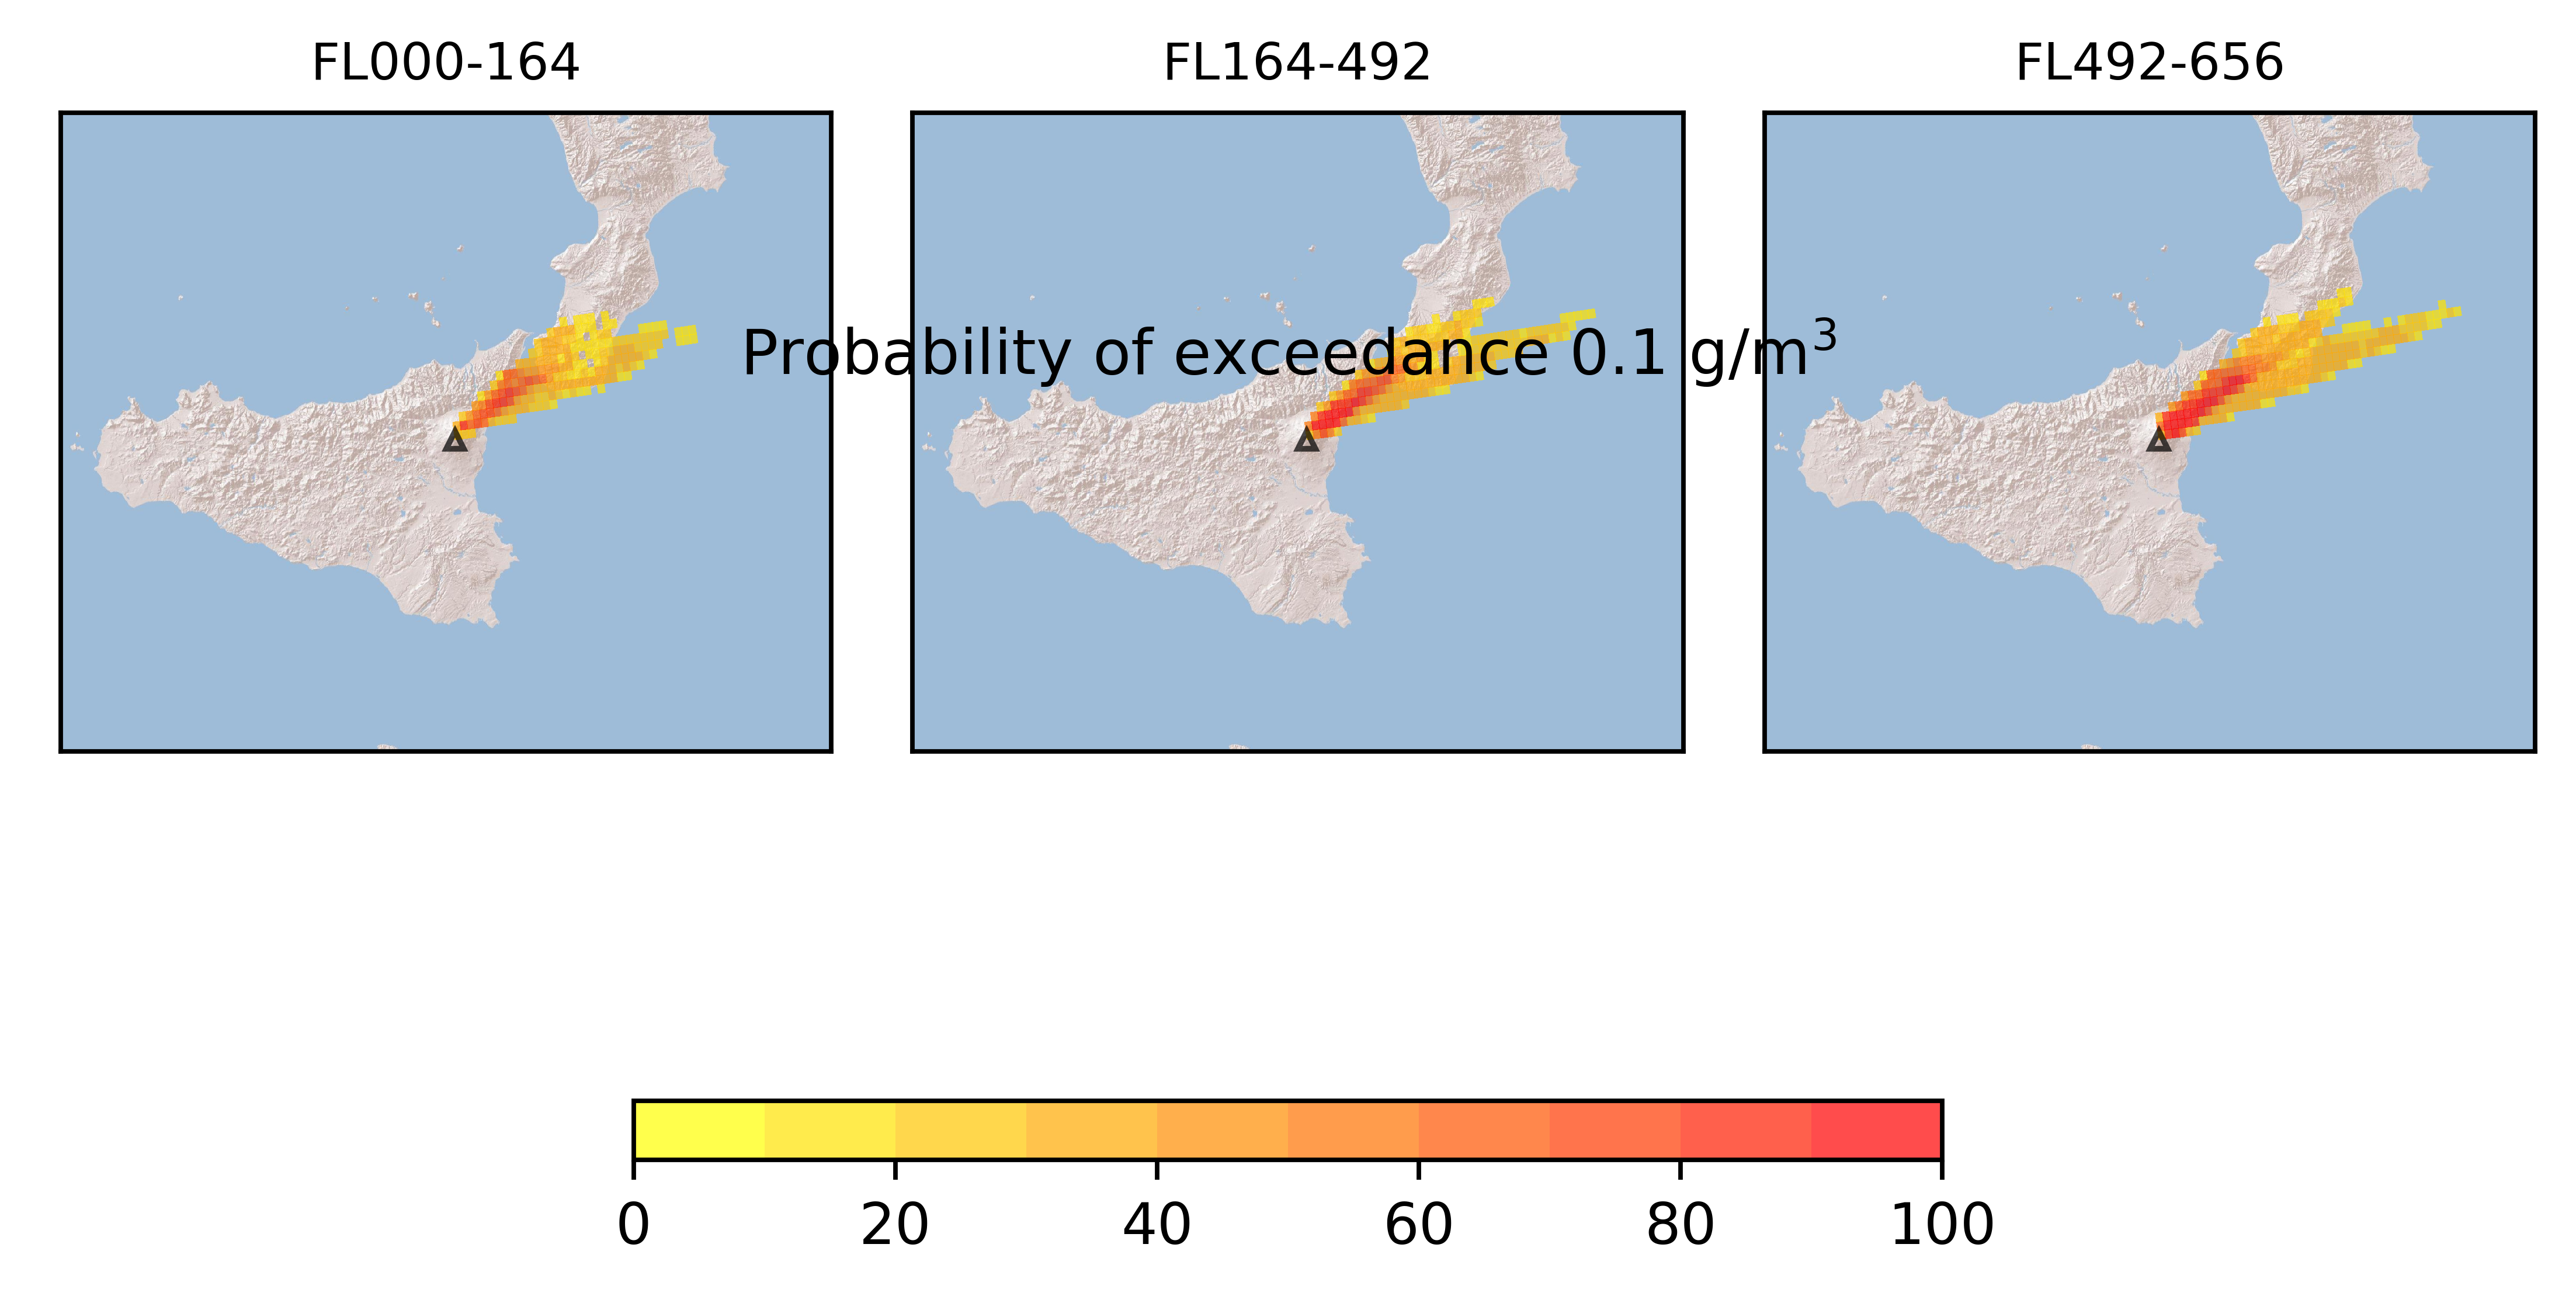 FL000-164 FL164-492 FL492-656
Probability of exceedance 0.1 g/m³
0 20 40 60 80 100